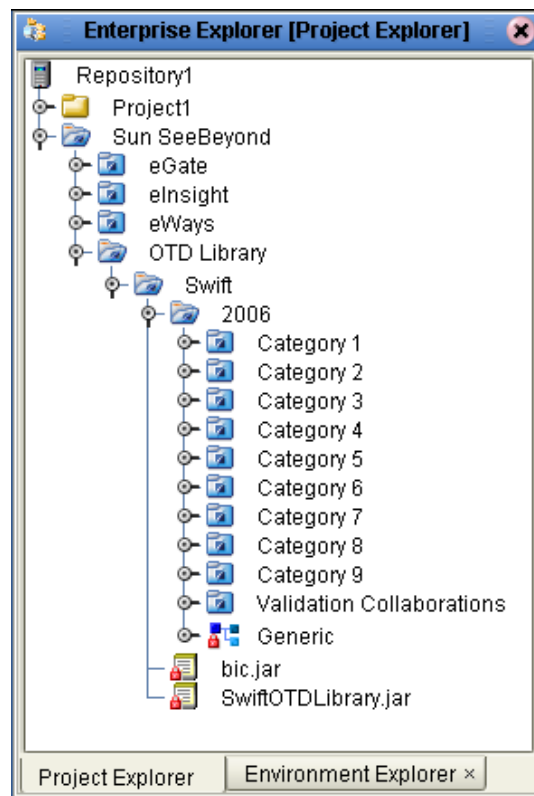 Enterprise Explorer [Project Explorer]
Repository1
Project1
Sun SeeBeyond
eGate
eInsight
eWays
OTD Library
Swift
2006
Category 1
Category 2
Category 3
Category 4
Category 5
Category 6
Category 7
Category 8
Category 9
Validation Collaborations
Generic
bic.jar
SwiftOTDLibrary.jar
Project Explorer Environment Explorer ×